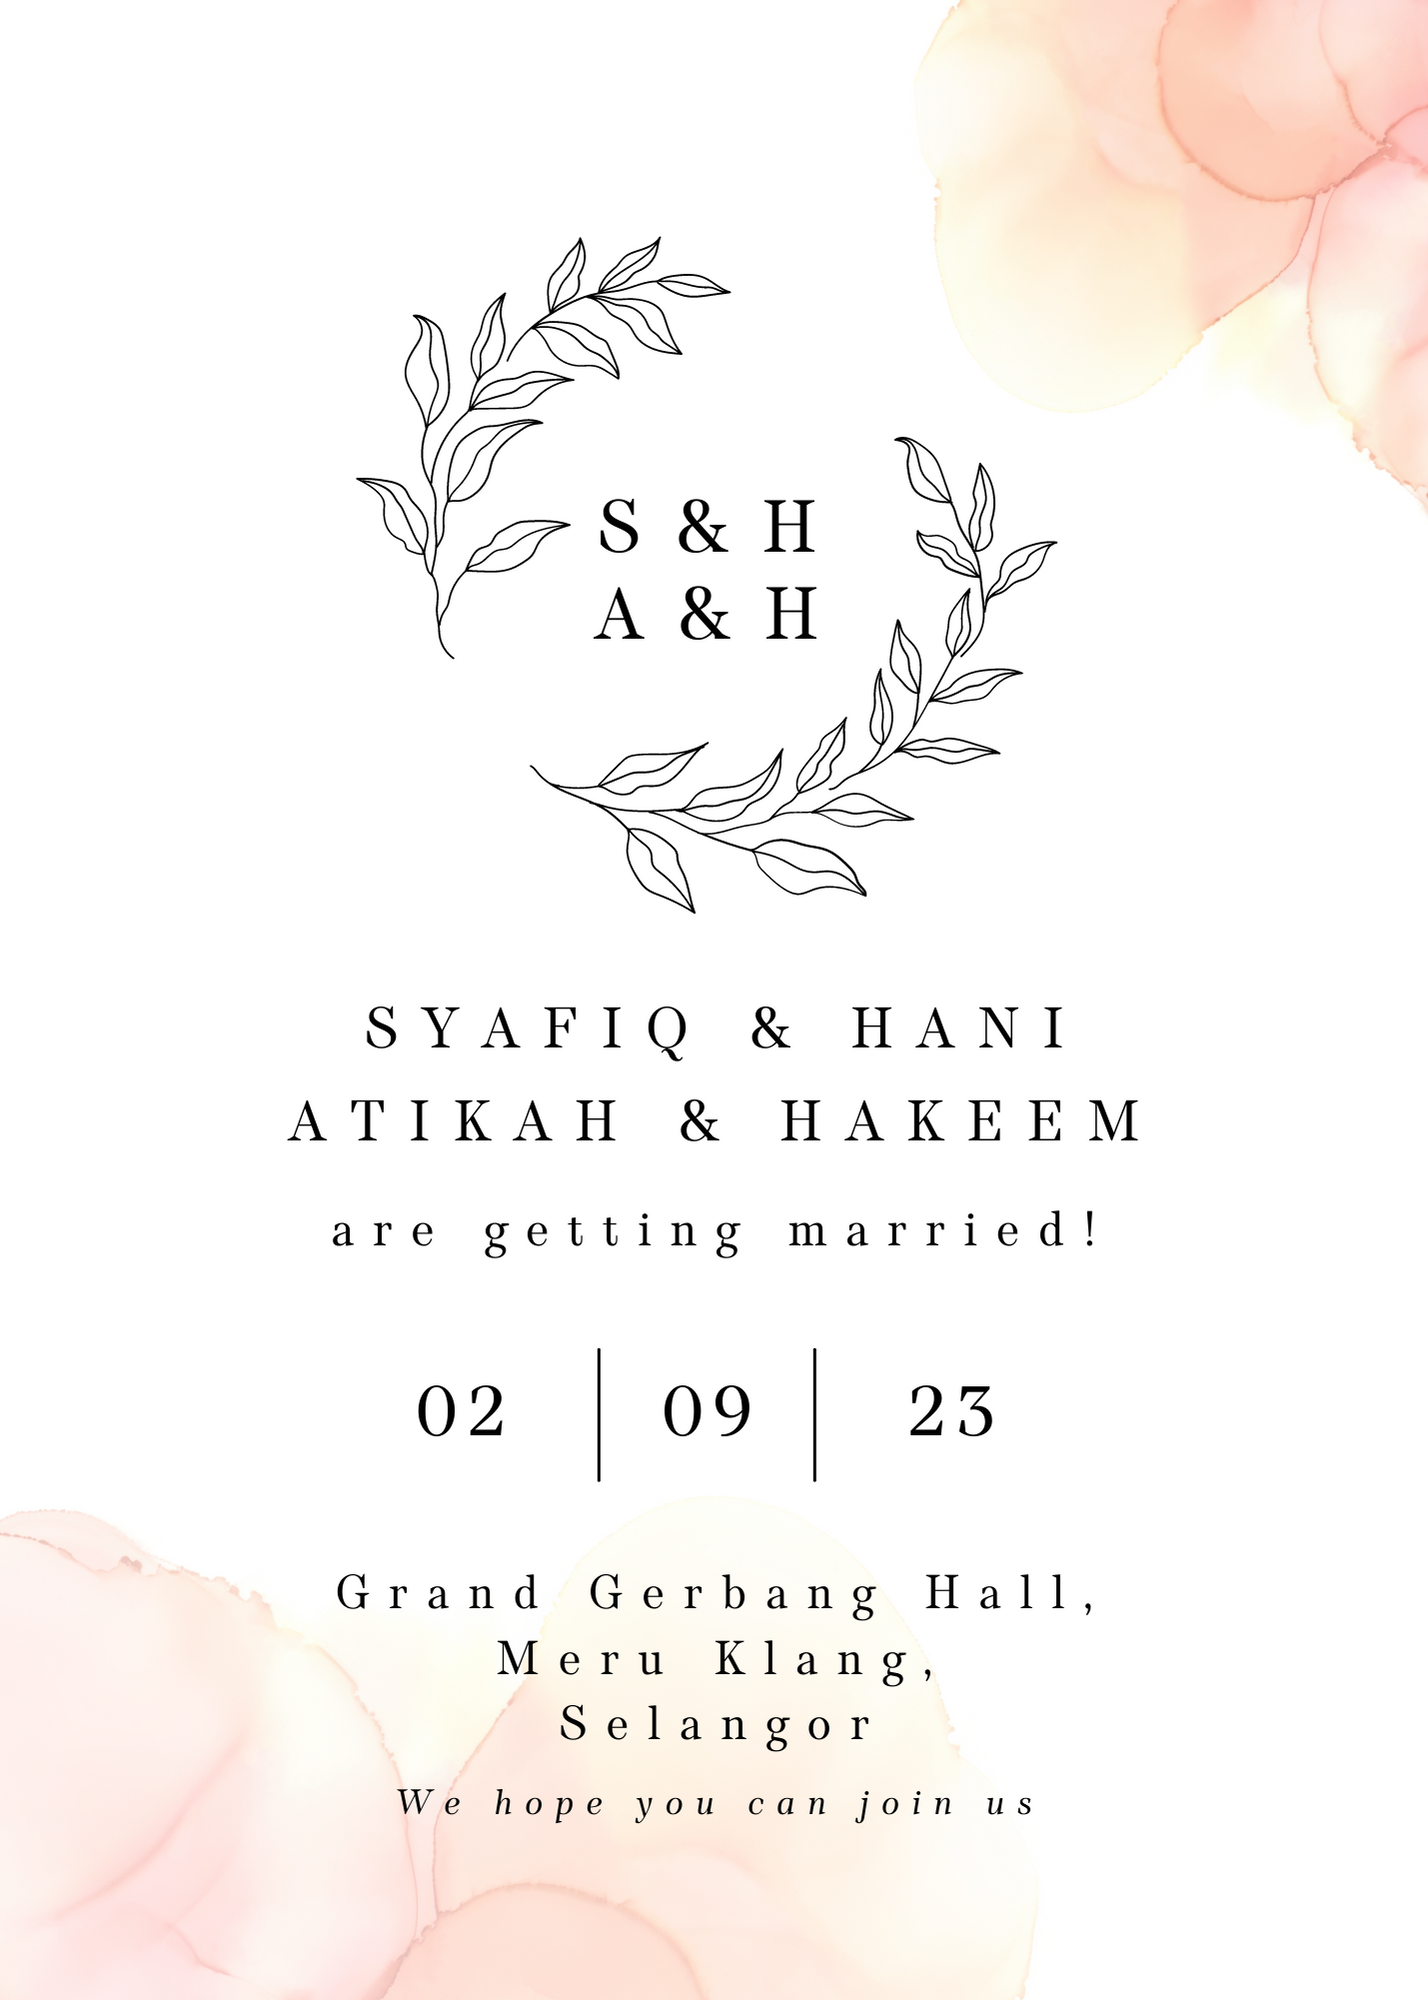 S & H
A & H
SYAFIQ & HANI
ATIKAH & HAKEEM
are getting married!
02 09 23
Grand Gerbang Hall,
Meru Klang,
Selangor
We hope you can join us